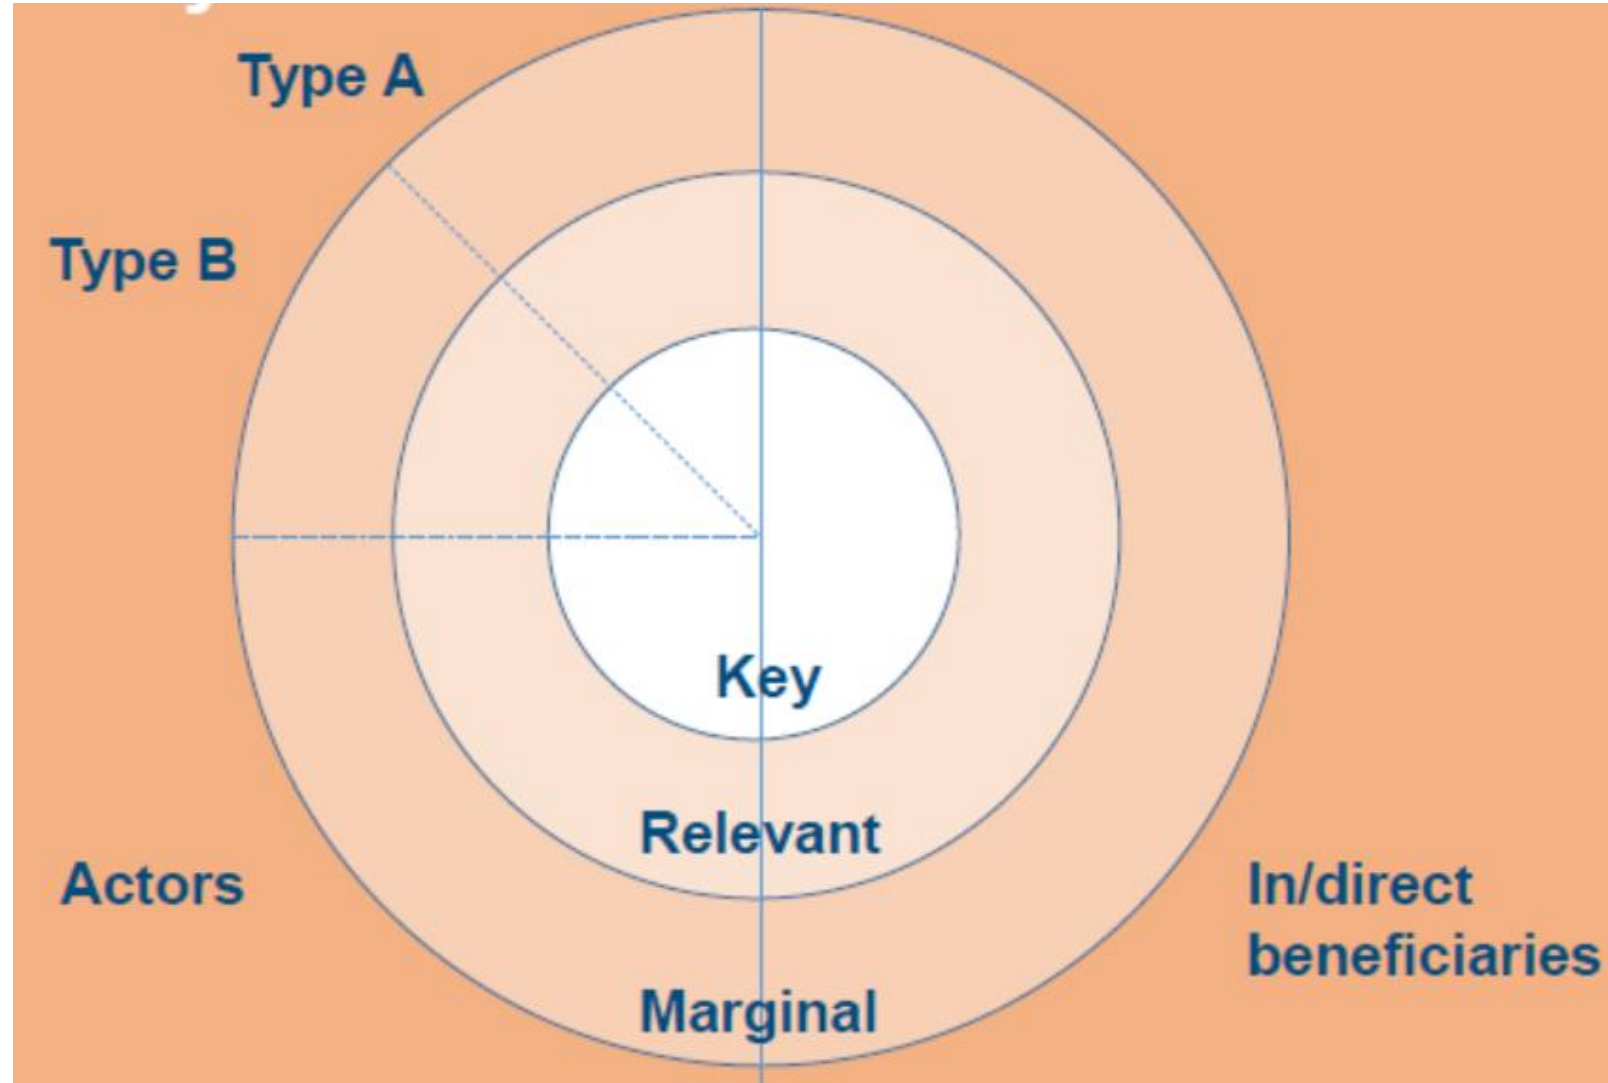 Type A
Type B
Key
Relevant
Actors
In/direct
beneficiaries
Marginal